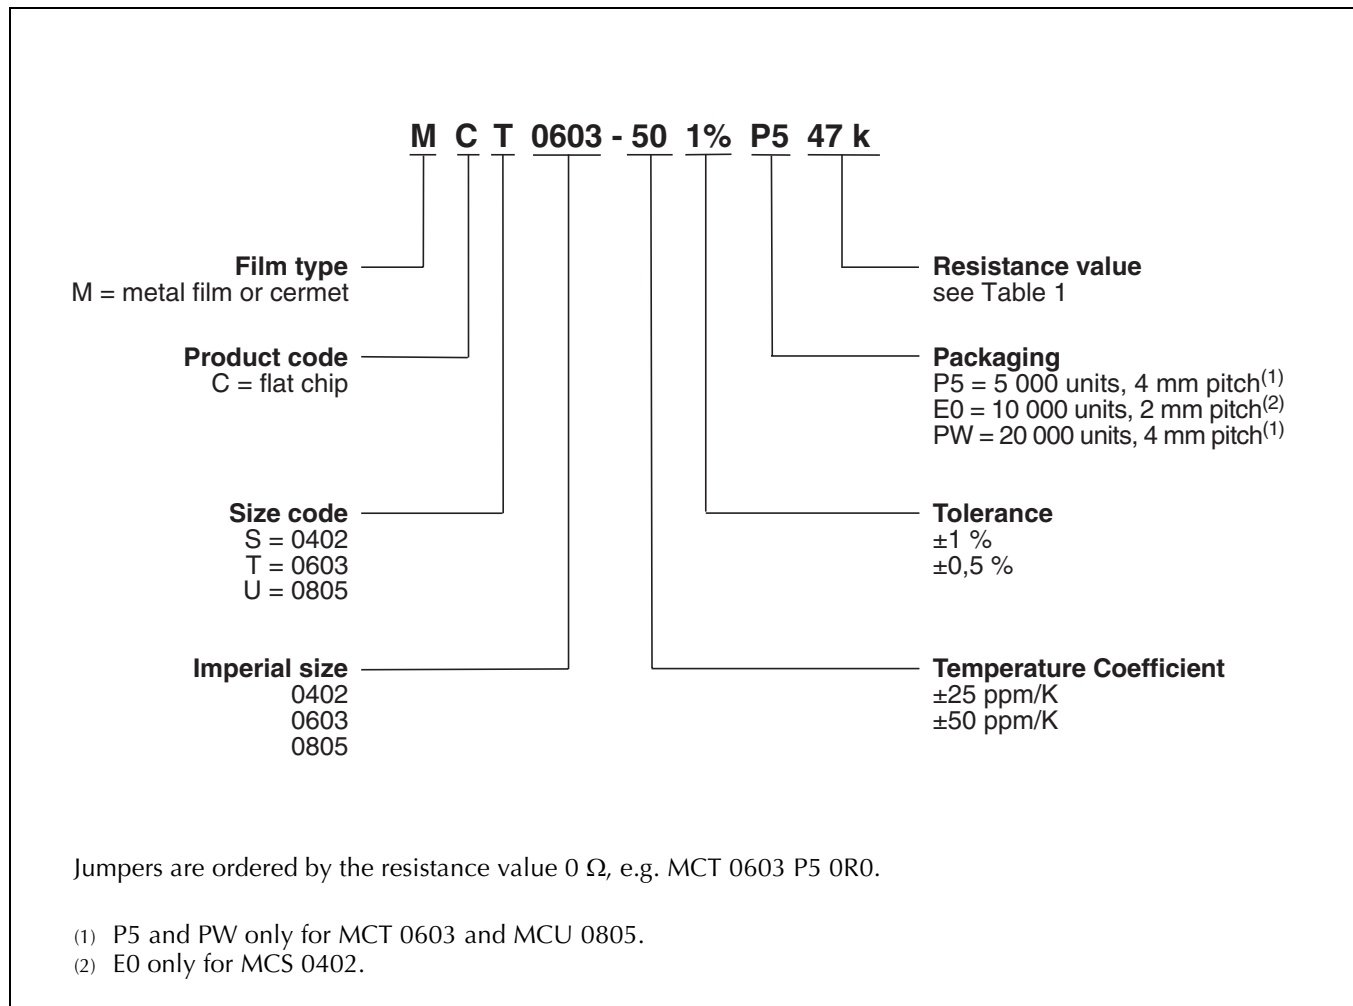 M C T 0603 - 50 1% P5 47 k
Film type
M = metal film or cermet
Product code
C = flat chip
Size code
S = 0402
T = 0603
U = 0805
Imperial size
0402
0603
0805
Resistance value
see Table 1
Packaging
P5 = 5 000 units, 4 mm pitch(1)
E0 = 10 000 units, 2 mm pitch(2)
PW = 20 000 units, 4 mm pitch(1)
Tolerance
±1 %
±0,5 %
Temperature Coefficient
±25 ppm/K
±50 ppm/K
Jumpers are ordered by the resistance value 0 Ω, e.g. MCT 0603 P5 0R0.
(1) P5 and PW only for MCT 0603 and MCU 0805.
(2) E0 only for MCS 0402.